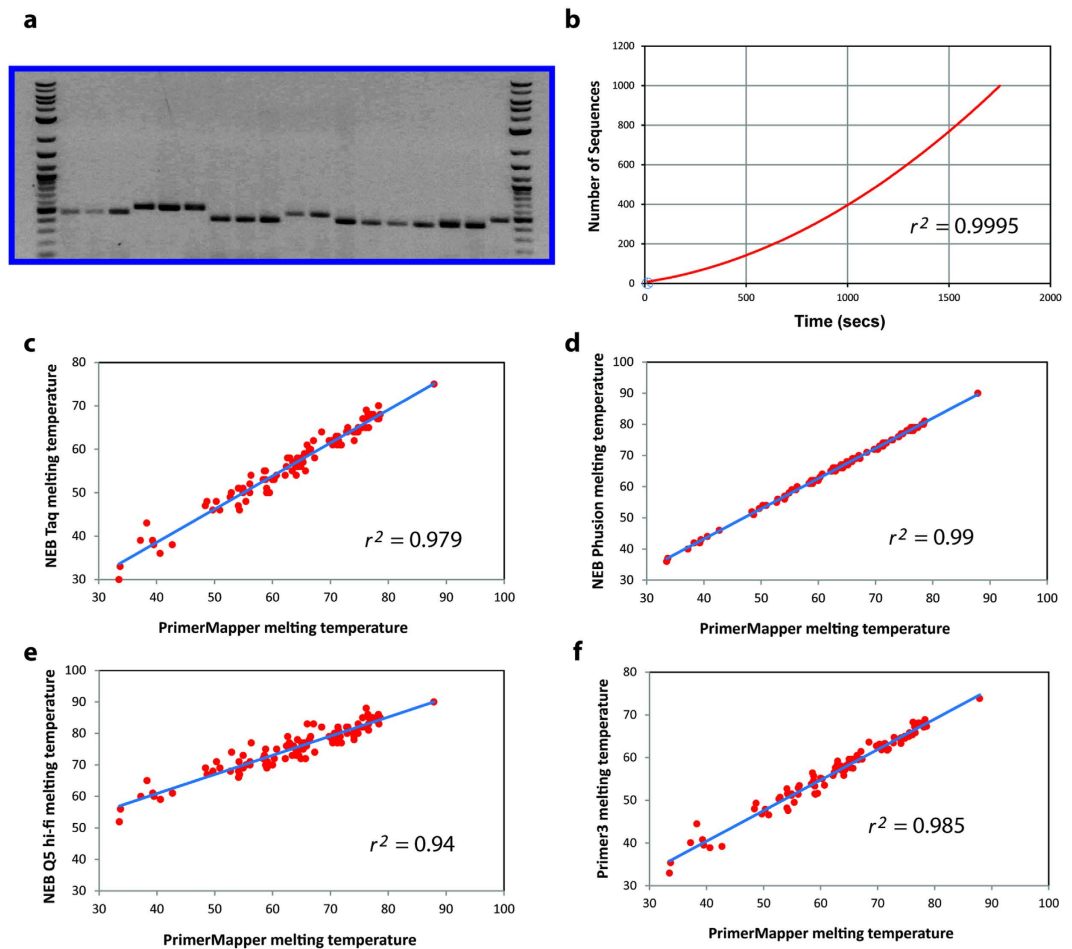 a
b
Number of Sequences
1200
1000
800
600
400
200
0
r² = 0.9995
0 500 1000 1500 2000
Time (secs)
c
NEB Taq melting temperature
80
70
60
50
40
30
r² = 0.979
30 40 50 60 70 80 90 100
PrimerMapper melting temperature
d
NEB Phusion melting temperature
100
90
80
70
60
50
40
30
r² = 0.99
30 40 50 60 70 80 90 100
PrimerMapper melting temperature
e
NEB Q5 hi-fi melting temperature
100
90
80
70
60
50
40
30
r² = 0.94
30 40 50 60 70 80 90 100
PrimerMapper melting temperature
f
Primer3 melting temperature
80
70
60
50
40
30
r² = 0.985
30 40 50 60 70 80 90 100
PrimerMapper melting temperature